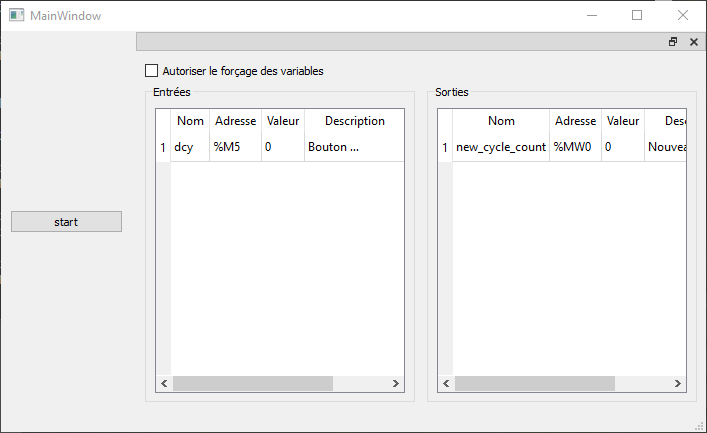 MainWindow
Autoriser le forçage des variables
Entrées
Nom Adresse Valeur Description
1 dcy %M5 0 Bouton ...
Sorties
Nom Adresse Valeur Desc
1 new_cycle_count %MW0 0 Nouvea
start